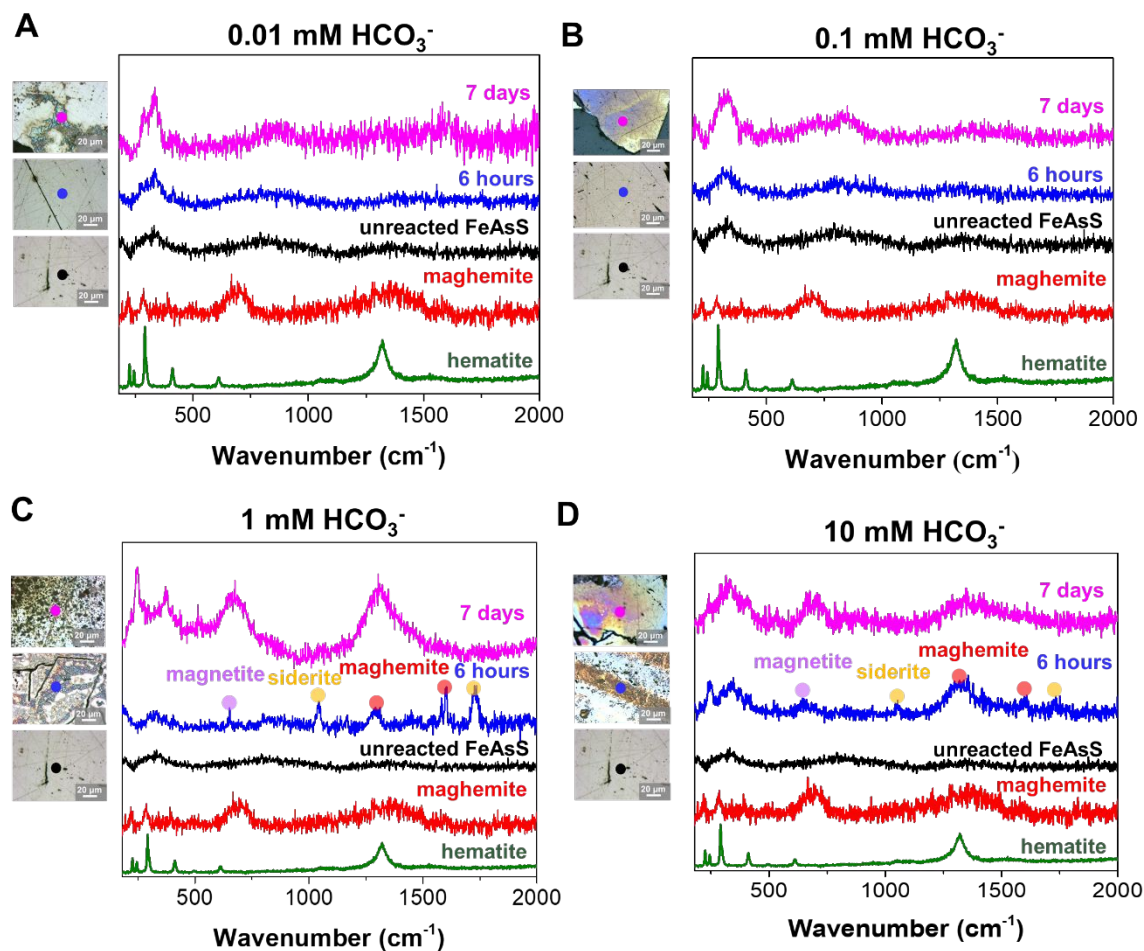 A
0.01 mM HCO₃⁻
7 days
6 hours
unreacted FeAsS
maghemite
hematite
20 µm
20 µm
20 µm
500 1000 1500 2000
Wavenumber (cm⁻¹)
B
0.1 mM HCO₃⁻
7 days
6 hours
unreacted FeAsS
maghemite
hematite
20 µm
20 µm
20 µm
500 1000 1500 2000
Wavenumber (cm⁻¹)
C
1 mM HCO₃⁻
7 days
magnetite siderite maghemite 6 hours
unreacted FeAsS
maghemite
hematite
20 µm
20 µm
20 µm
500 1000 1500 2000
Wavenumber (cm⁻¹)
D
10 mM HCO₃⁻
7 days
magnetite siderite maghemite 6 hours
unreacted FeAsS
maghemite
hematite
20 µm
20 µm
20 µm
500 1000 1500 2000
Wavenumber (cm⁻¹)